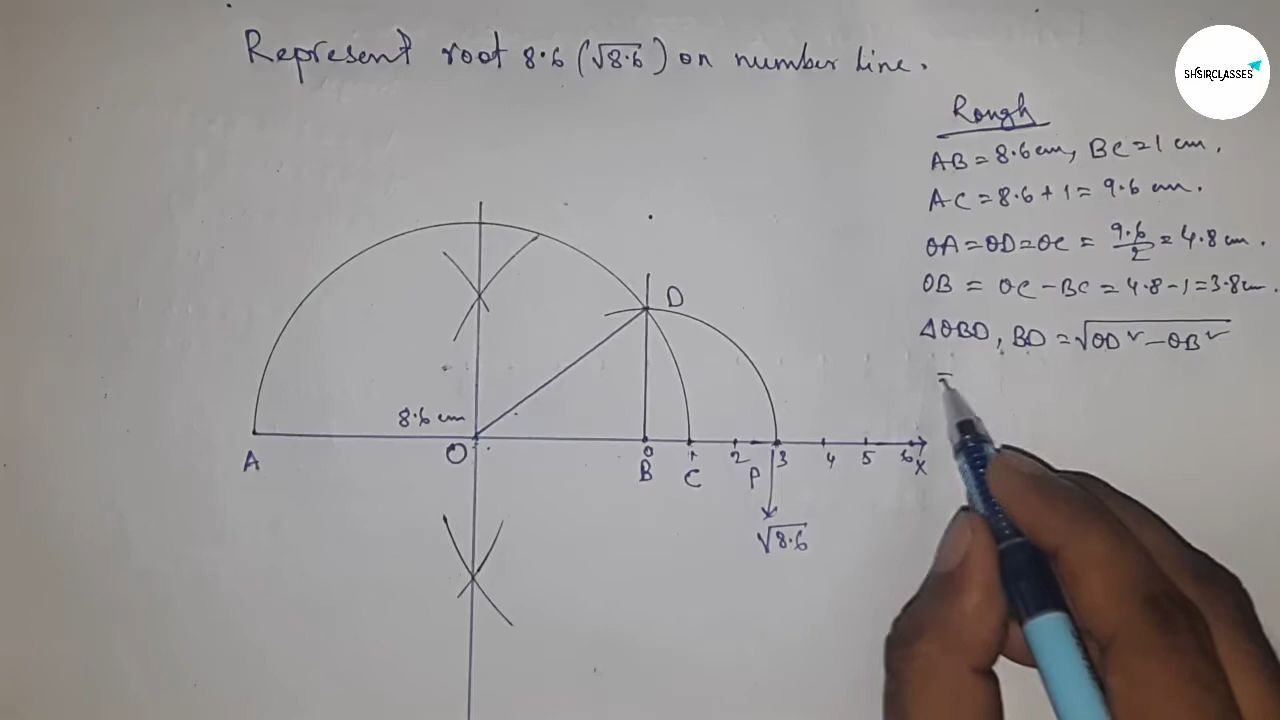 Represent root 8.6 (√8.6) on number line.
SHSIRCLASSES
Rough
AB = 8.6 cm, BC = 1 cm.
AC = 8.6 + 1 = 9.6 cm.
OA = OD = OC = 9.6/2 = 4.8 cm.
OB = OC - BC = 4.8 - 1 = 3.8 cm.
ΔOBD, BD = √OD² - OB²
=
D
8.6 cm
A O B C P X
0 1 2 3 4 5 6
√8.6